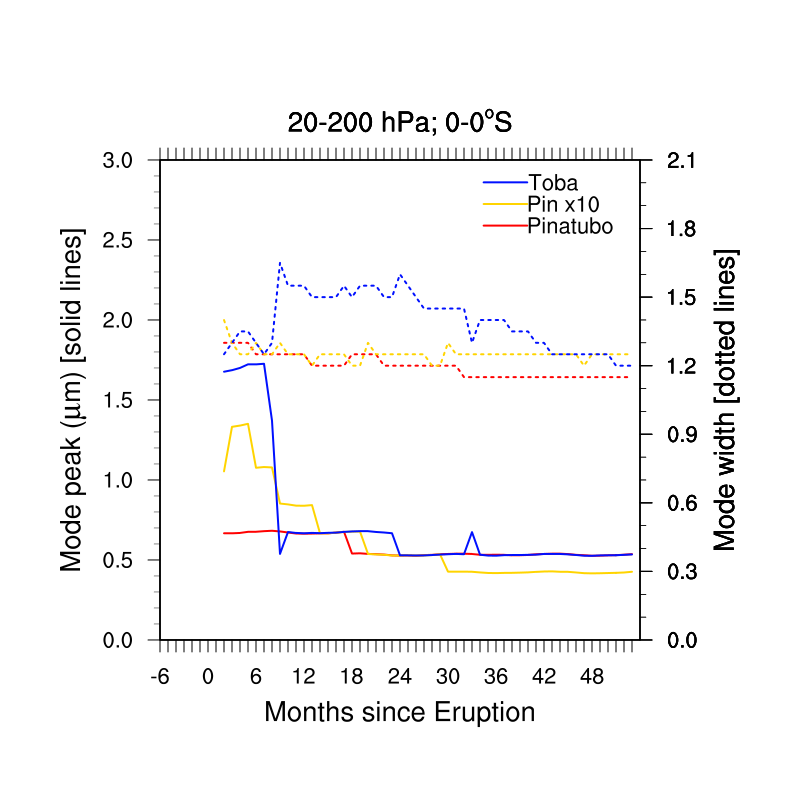 20-200 hPa; 0-0°S
3.0
2.5
2.0
1.5
1.0
0.5
0.0
Mode peak (μm) [solid lines]
Toba
Pin x10
Pinatubo
2.1
1.8
1.5
1.2
0.9
0.6
0.3
0.0
Mode width [dotted lines]
-6 0 6 12 18 24 30 36 42 48
Months since Eruption